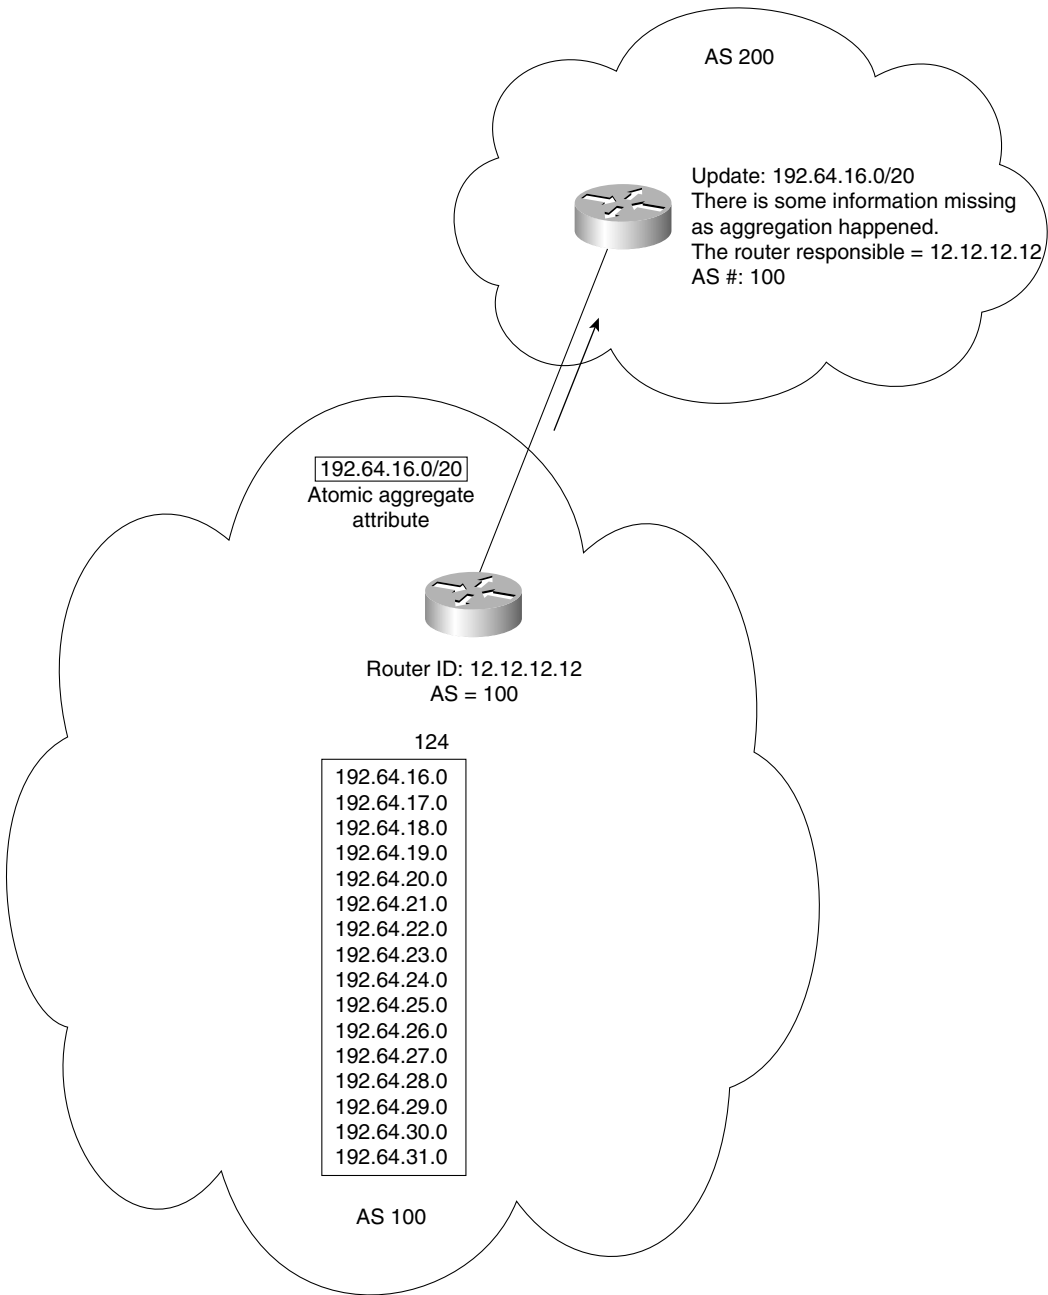 AS 200
Update: 192.64.16.0/20
There is some information missing
as aggregation happened.
The router responsible = 12.12.12.12
AS #: 100
192.64.16.0/20
Atomic aggregate
attribute
Router ID: 12.12.12.12
AS = 100
124
192.64.16.0
192.64.17.0
192.64.18.0
192.64.19.0
192.64.20.0
192.64.21.0
192.64.22.0
192.64.23.0
192.64.24.0
192.64.25.0
192.64.26.0
192.64.27.0
192.64.28.0
192.64.29.0
192.64.30.0
192.64.31.0
AS 100